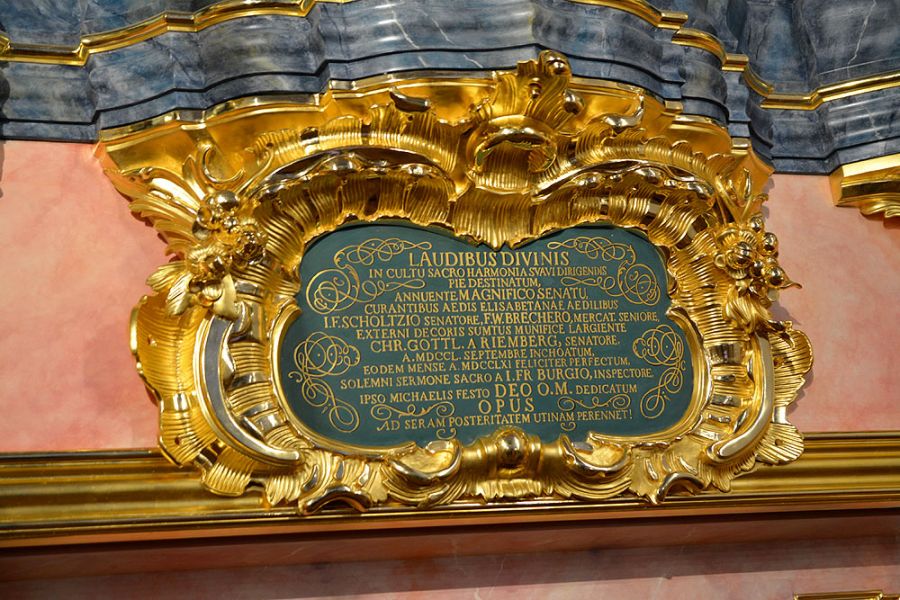 LAUDIBUS DIVINIS
IN CULTU SACRO HARMONIA SVAVI DIRIGENDIS
PIE DESTINATUM,
ANNUENTE MAGNIFICO SENATU,
CURANTIBUS AEDIS ELISABETANAE AEDILIBUS
I.F. SCHOLTZIO SENATORE, F.W. BRECHERO, MERCAT. SENIORE,
EXTERNI DECORIS SUMTUS MUNIFICE LARGIENTE
CHR. GOTTL. A RIEMBERG, SENATORE.
A. MDCCL. SEPTEMBRE INCHOATUM,
EODEM MENSE A. MDCCLXI FELICITER PERFECTUM.
SOLEMNI SERMONE SACRO A I. FR. BURGIO, INSPECTORE.
IPSO MICHAELIS FESTO DEO O.M. DEDICATUM
OPUS
AD SERAM POSTERITATEM UTINAM PERENNET!